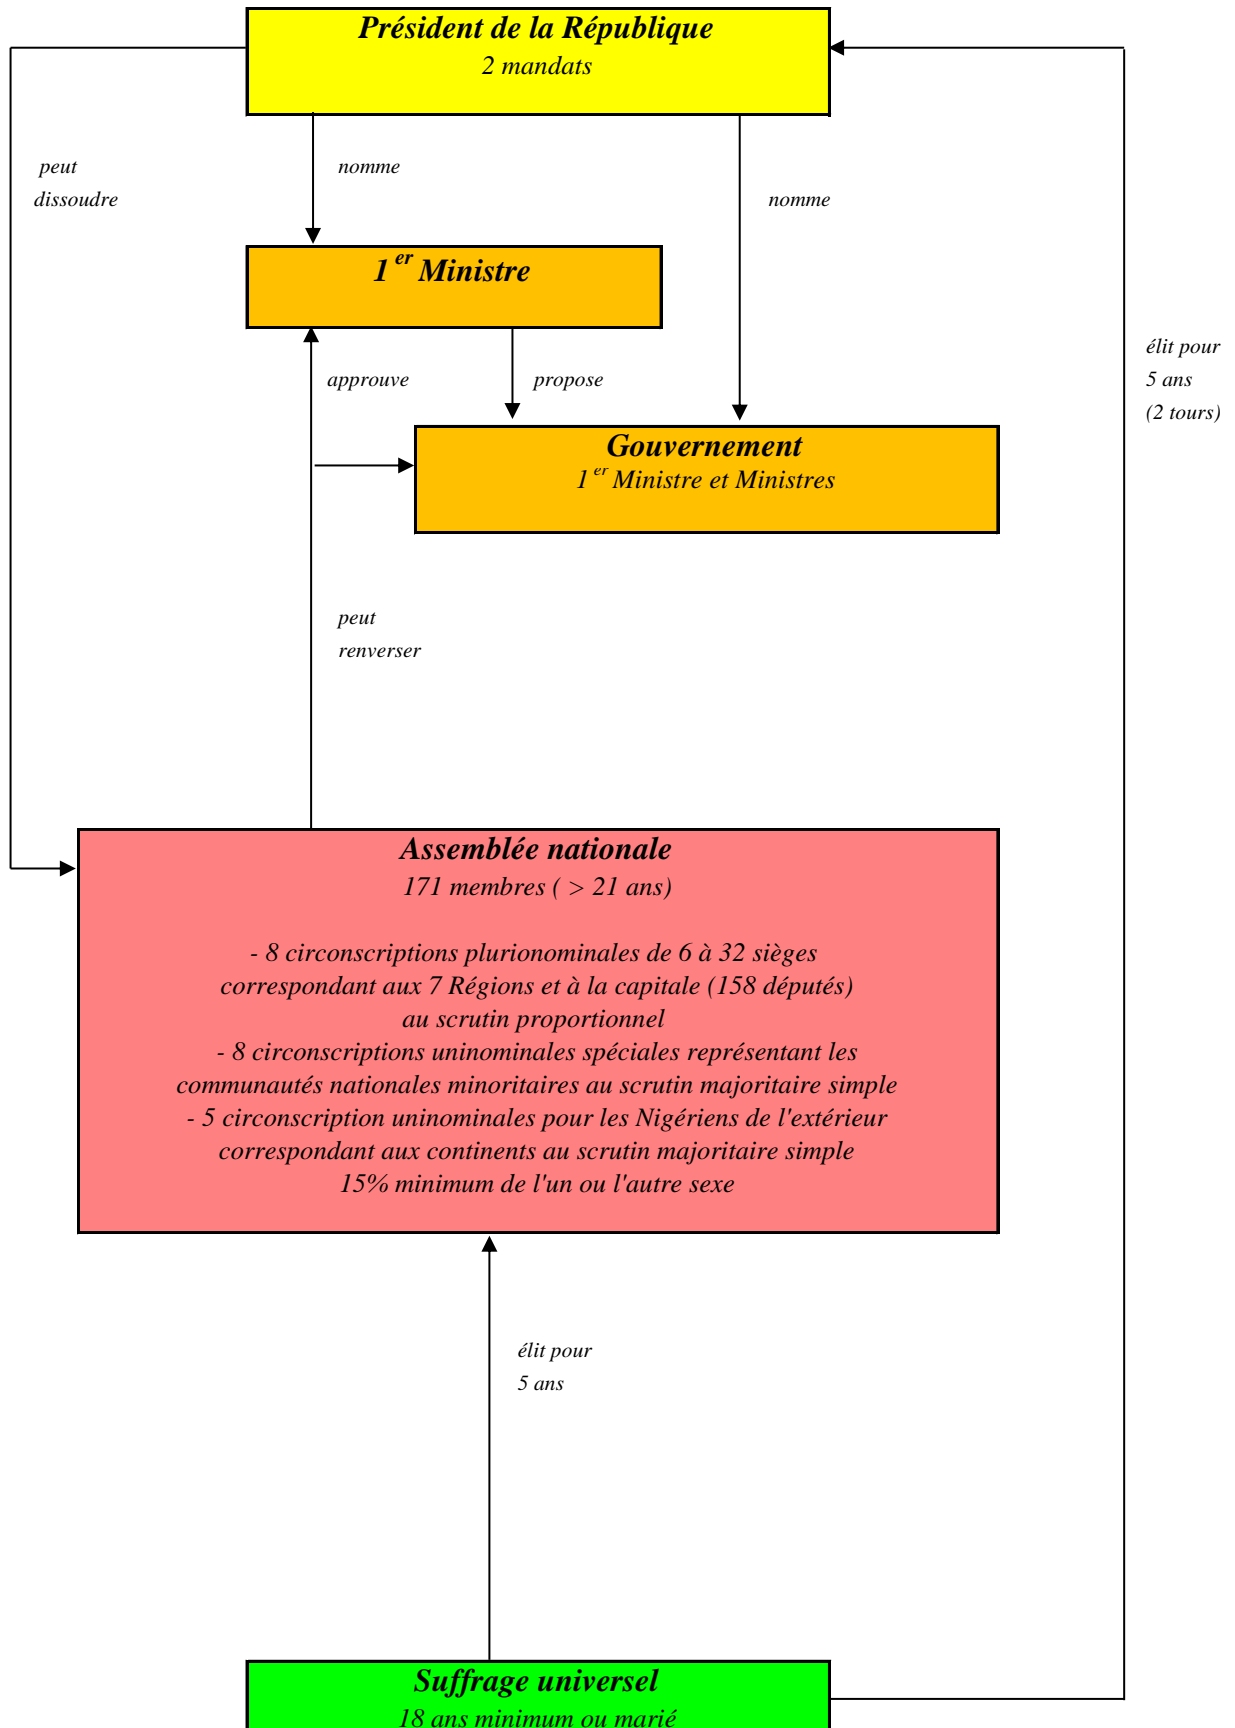 Président de la République
2 mandats
peut
dissoudre
nomme
nomme
1er Ministre
élit pour
5 ans
(2 tours)
approuve
propose
Gouvernement
1er Ministre et Ministres
peut
renverser
Assemblée nationale
171 membres ( > 21 ans)
- 8 circonscriptions plurionominales de 6 à 32 sièges
correspondant aux 7 Régions et à la capitale (158 députés)
au scrutin proportionnel
- 8 circonscriptions uninominales spéciales représentant les
communautés nationales minoritaires au scrutin majoritaire simple
- 5 circonscription uninominales pour les Nigériens de l'extérieur
correspondant aux continents au scrutin majoritaire simple
15% minimum de l'un ou l'autre sexe
élit pour
5 ans
Suffrage universel
18 ans minimum ou marié